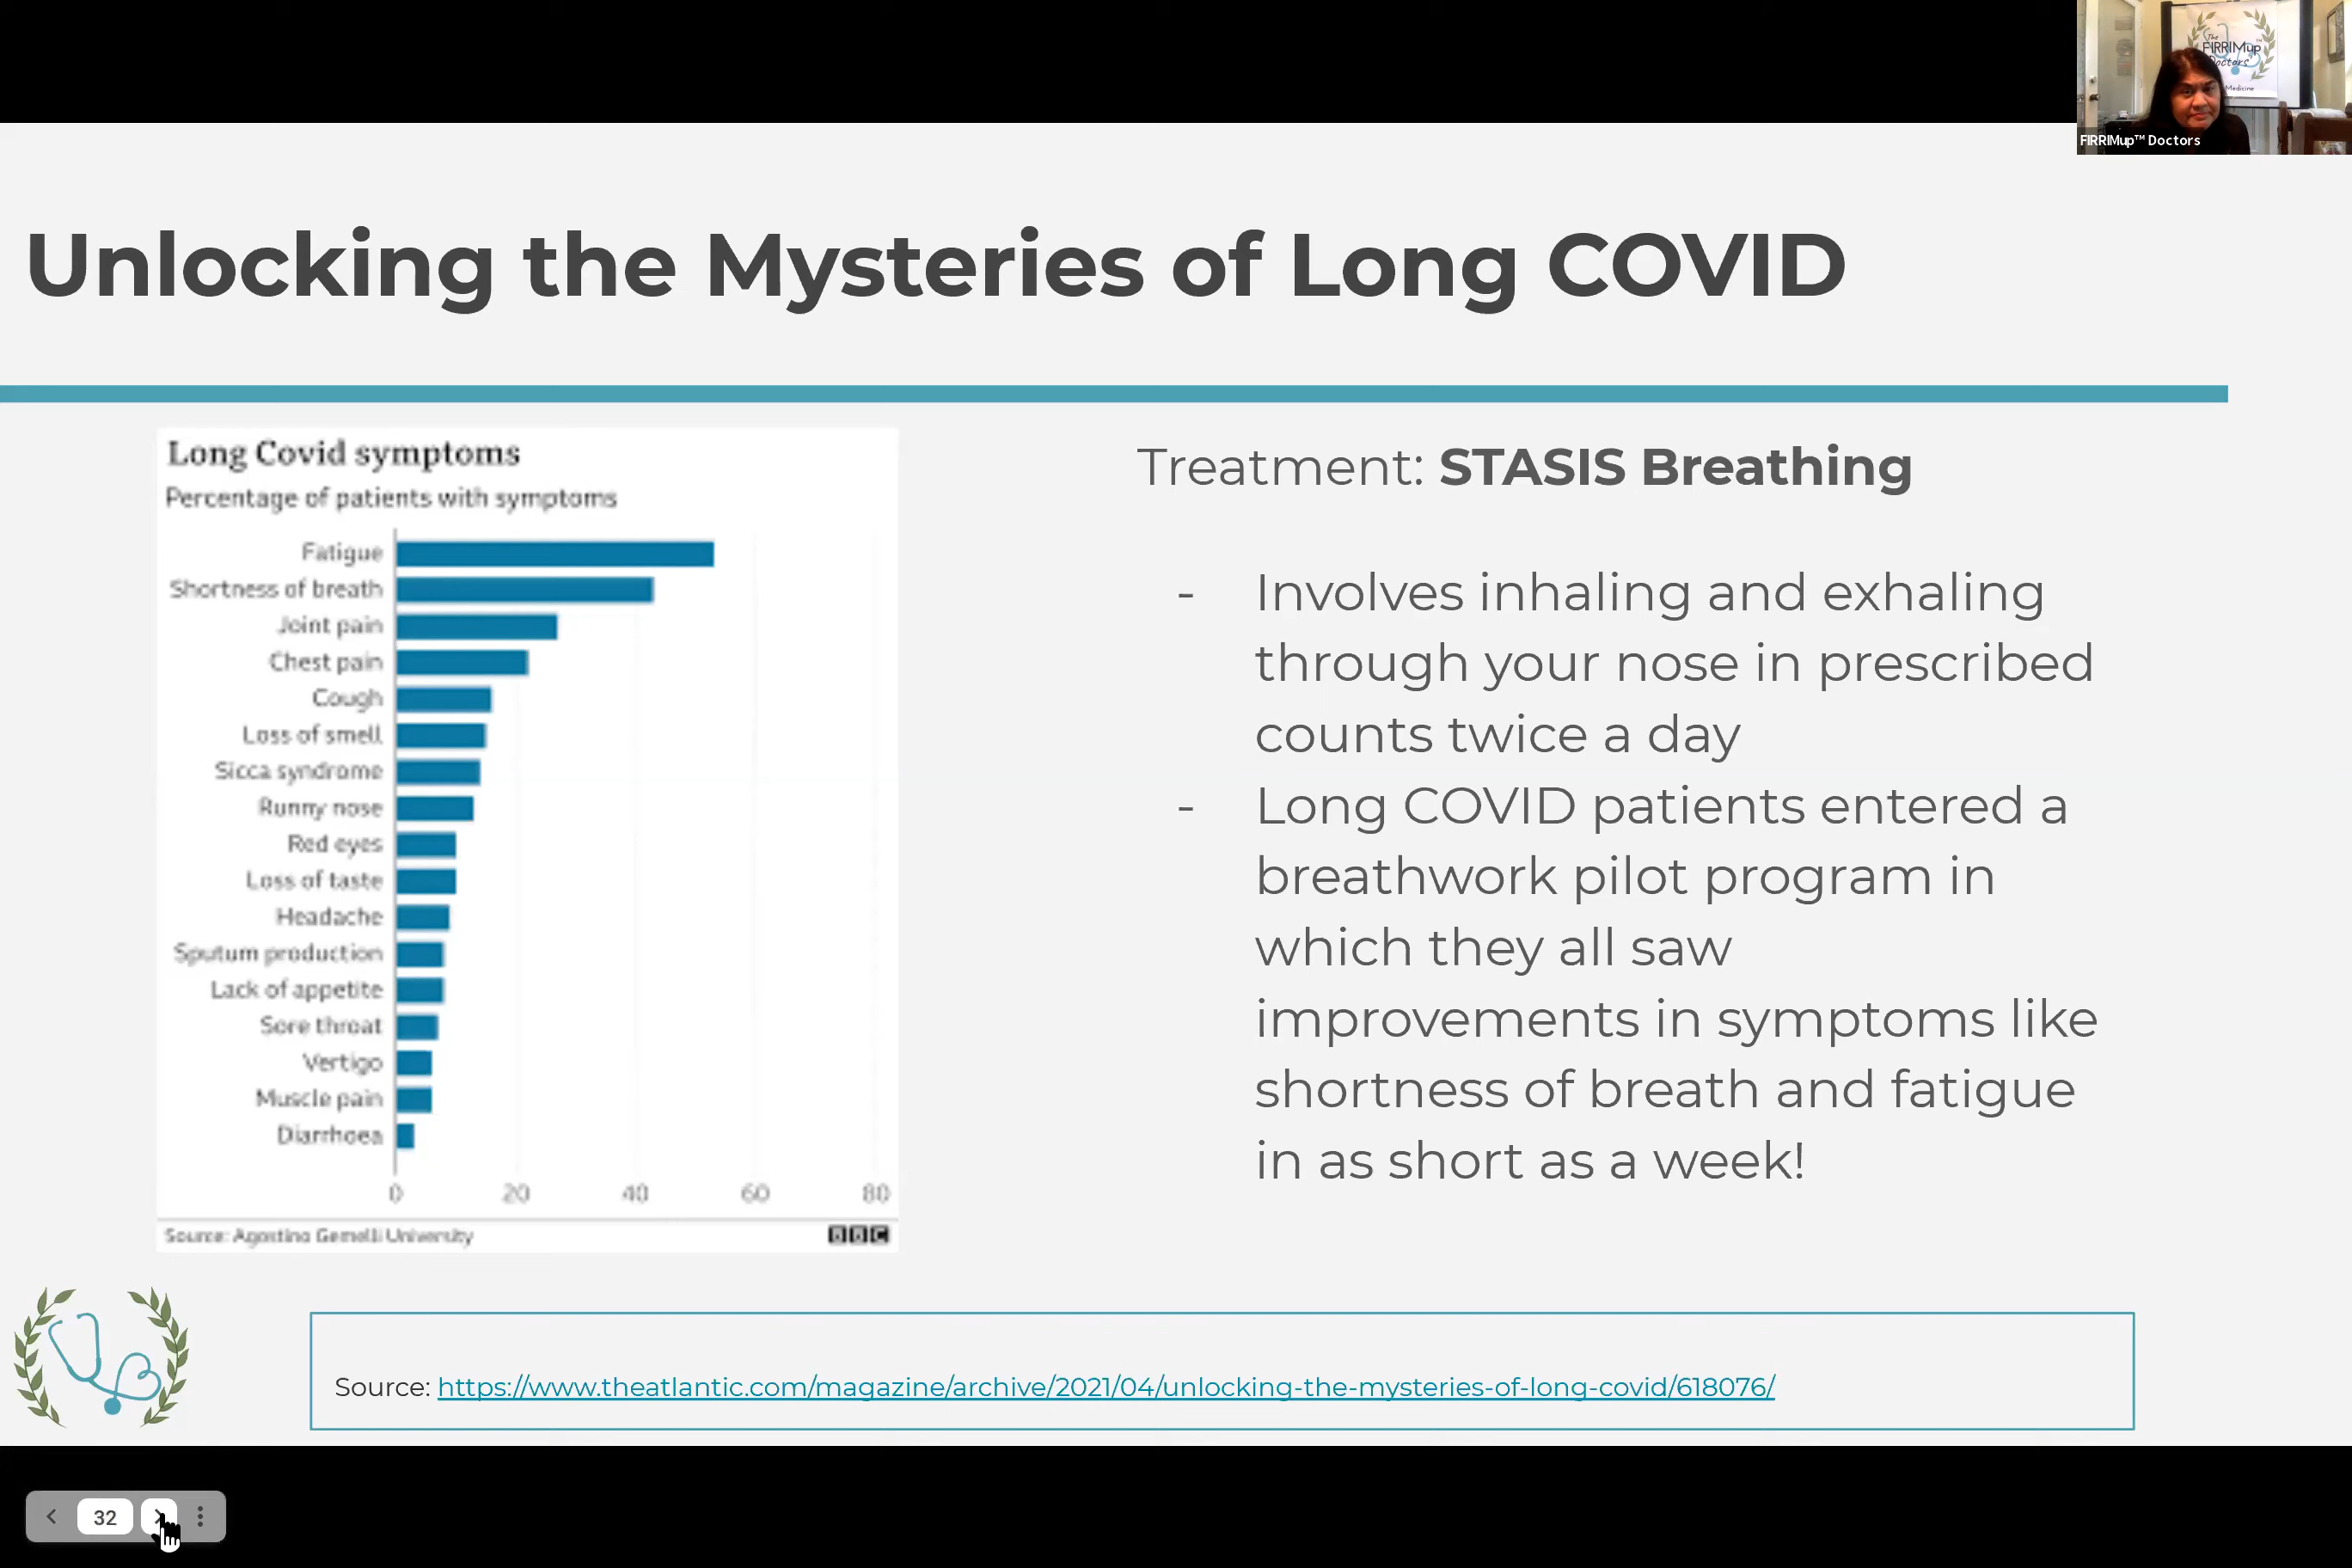 The
FIRRIMup™
Doctors
Medicine
FIRRIMup™ Doctors
Unlocking the Mysteries of Long COVID
Long Covid symptoms
Percentage of patients with symptoms
Fatigue
Shortness of breath
Joint pain
Chest pain
Cough
Loss of smell
Sicca syndrome
Runny nose
Red eyes
Loss of taste
Headache
Sputum production
Lack of appetite
Sore throat
Vertigo
Muscle pain
Diarrhoea
0 20 40 60 80
Source: Agostino Gemelli University
BBC
Treatment: STASIS Breathing
- Involves inhaling and exhaling
through your nose in prescribed
counts twice a day
- Long COVID patients entered a
breathwork pilot program in
which they all saw
improvements in symptoms like
shortness of breath and fatigue
in as short as a week!
Source: https://www.theatlantic.com/magazine/archive/2021/04/unlocking-the-mysteries-of-long-covid/618076/
32